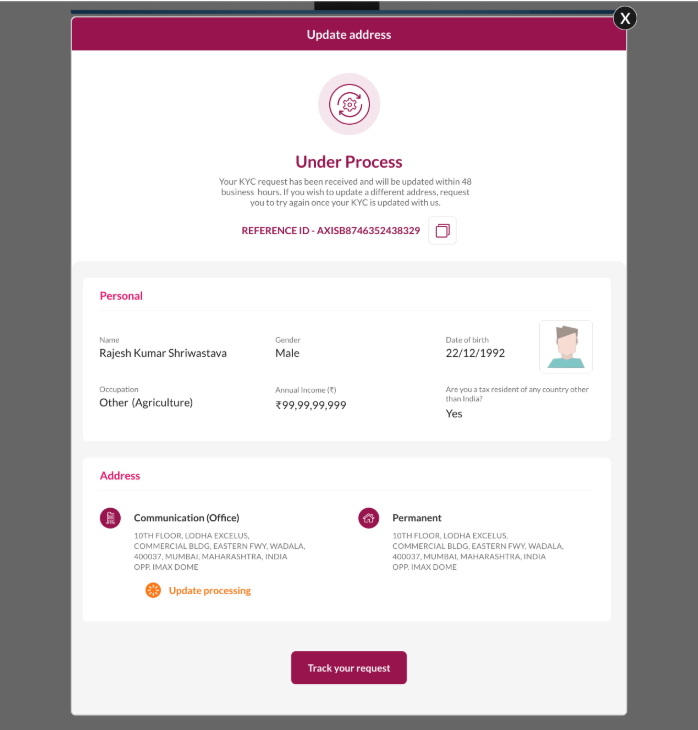 X
Update address
Under Process
Your KYC request has been received and will be updated within 48
business hours. If you wish to update a different address, request
you to try again once your KYC is updated with us.
REFERENCE ID - AXISB8746352438329
Personal
Name
Rajesh Kumar Shriwastava
Gender
Male
Date of birth
22/12/1992
Occupation
Other (Agriculture)
Annual Income (₹)
₹99,99,99,999
Are you a tax resident of any country other
than India?
Yes
Address
Communication (Office)
10TH FLOOR, LODHA EXCELUS,
COMMERCIAL BLDG, EASTERN FWY, WADALA,
400037, MUMBAI, MAHARASHTRA, INDIA
OPP. IMAX DOME
Update processing
Permanent
10TH FLOOR, LODHA EXCELUS,
COMMERCIAL BLDG, EASTERN FWY, WADALA,
400037, MUMBAI, MAHARASHTRA, INDIA
OPP. IMAX DOME
Track your request